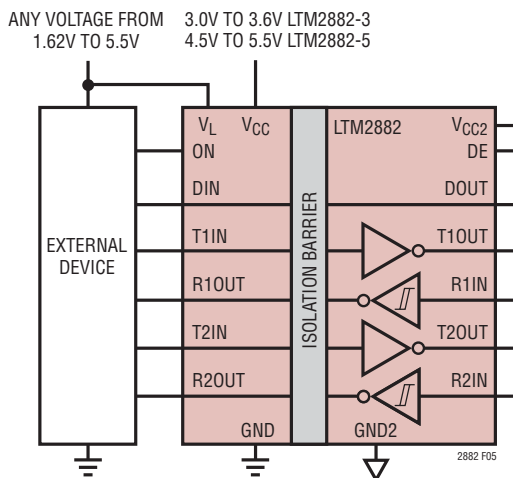 ANY VOLTAGE FROM
1.62V TO 5.5V
3.0V TO 3.6V LTM2882-3
4.5V TO 5.5V LTM2882-5
EXTERNAL
DEVICE
VL
VCC
ON
DIN
T1IN
R1OUT
T2IN
R2OUT
GND
ISOLATION BARRIER
LTM2882
VCC2
DE
DOUT
T1OUT
R1IN
T2OUT
R2IN
GND2
2882 F05